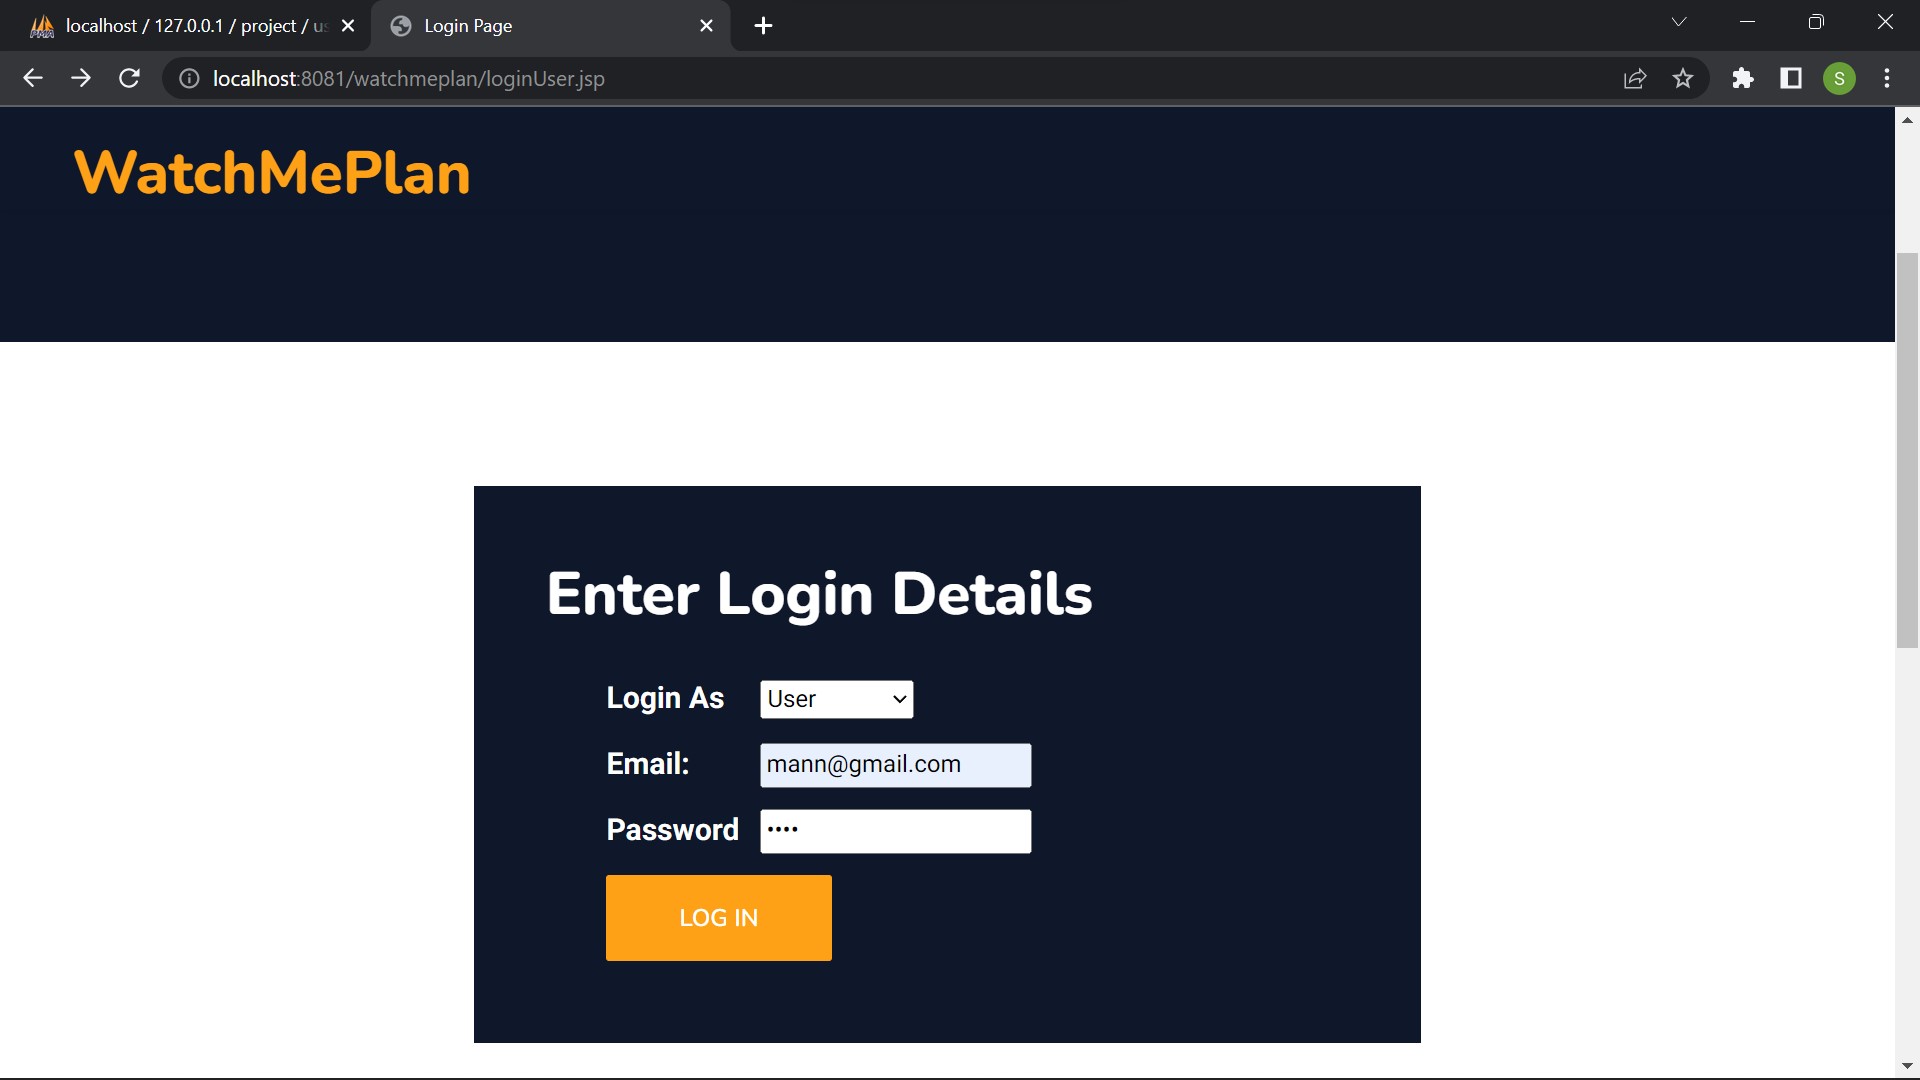 localhost / 127.0.0.1 / project / us
Login Page
localhost:8081/watchmeplan/loginUser.jsp
S
WatchMePlan
Enter Login Details
Login As User
Email: mann@gmail.com
Password ••••
LOG IN